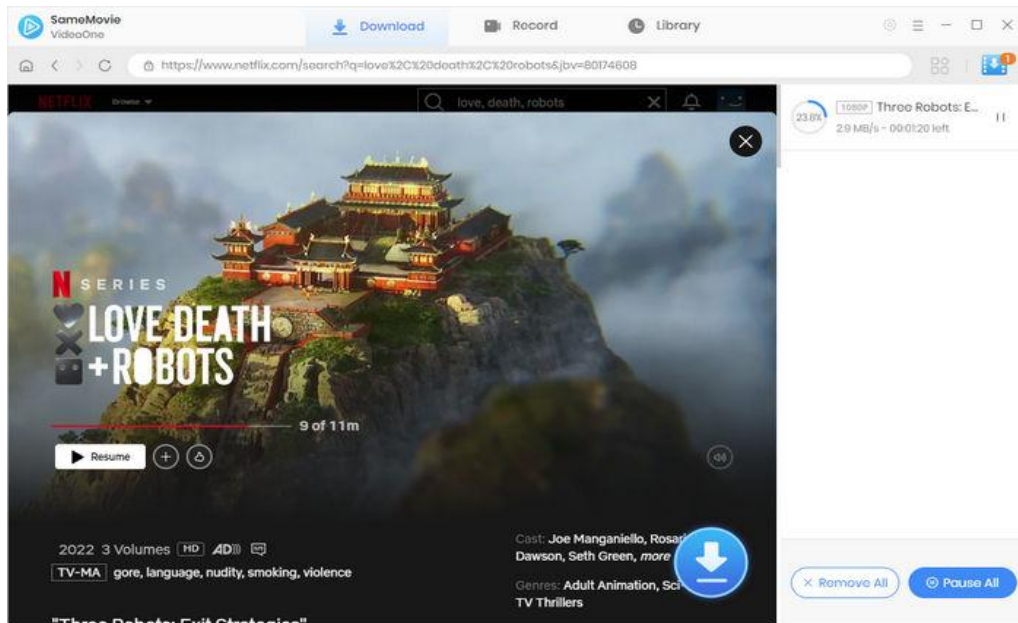 SameMovie
VideoOne
Download
Record
Library
https://www.netflix.com/search?q=love%2C%20death%2C%20robots&jbv=80174608
1
NETFLIX
Browse
love, death, robots
23.8%
1080P
Three Robots: E...
2.9 MB/s - 00:01:20 left
N SERIES
LOVE DEATH
+ROBOTS
9 of 11m
Resume
2022 3 Volumes HD AD
TV-MA gore, language, nudity, smoking, violence
Cast: Joe Manganiello, Rosari
Dawson, Seth Green, more
Genres: Adult Animation, Sci
TV Thrillers
"Three Robots: Exit Strategies"
Remove All
Pause All